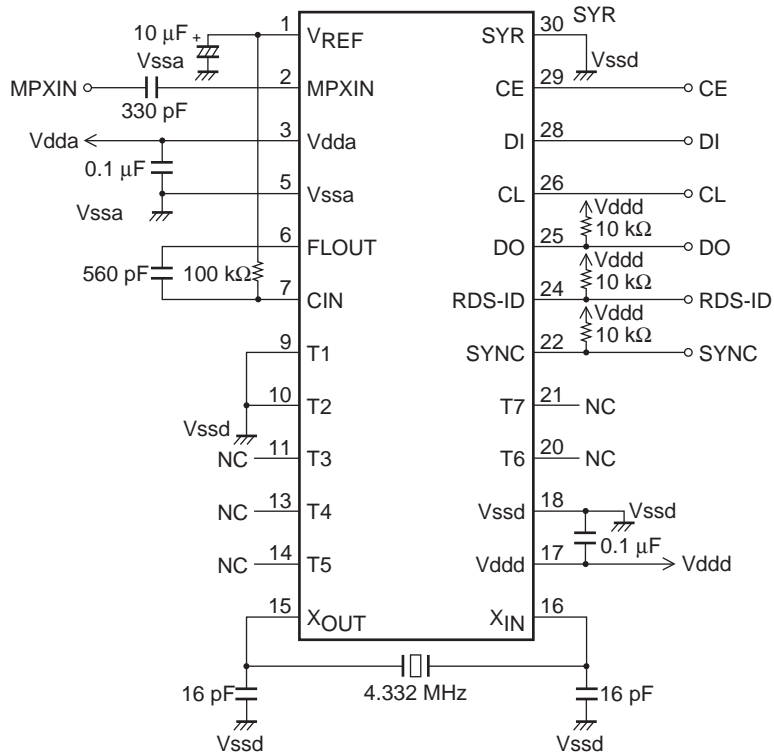 SYR
10 μF +
1
VREF
SYR
30
Vssa
Vssd
MPXIN
330 pF
2
MPXIN
CE
29
CE
Vdda
3
Vdda
DI
28
DI
0.1 μF
5
Vssa
CL
26
CL
Vssa
Vddd
10 kΩ
6
FLOUT
DO
25
DO
560 pF
100 kΩ
Vddd
10 kΩ
7
CIN
RDS-ID
24
RDS-ID
Vddd
10 kΩ
9
T1
SYNC
22
SYNC
10
T2
T7
21
NC
Vssd
NC
11
T3
T6
20
NC
NC
13
T4
Vssd
18
Vssd
0.1 μF
NC
14
T5
Vddd
17
Vddd
15
XOUT
XIN
16
16 pF
4.332 MHz
16 pF
Vssd
Vssd